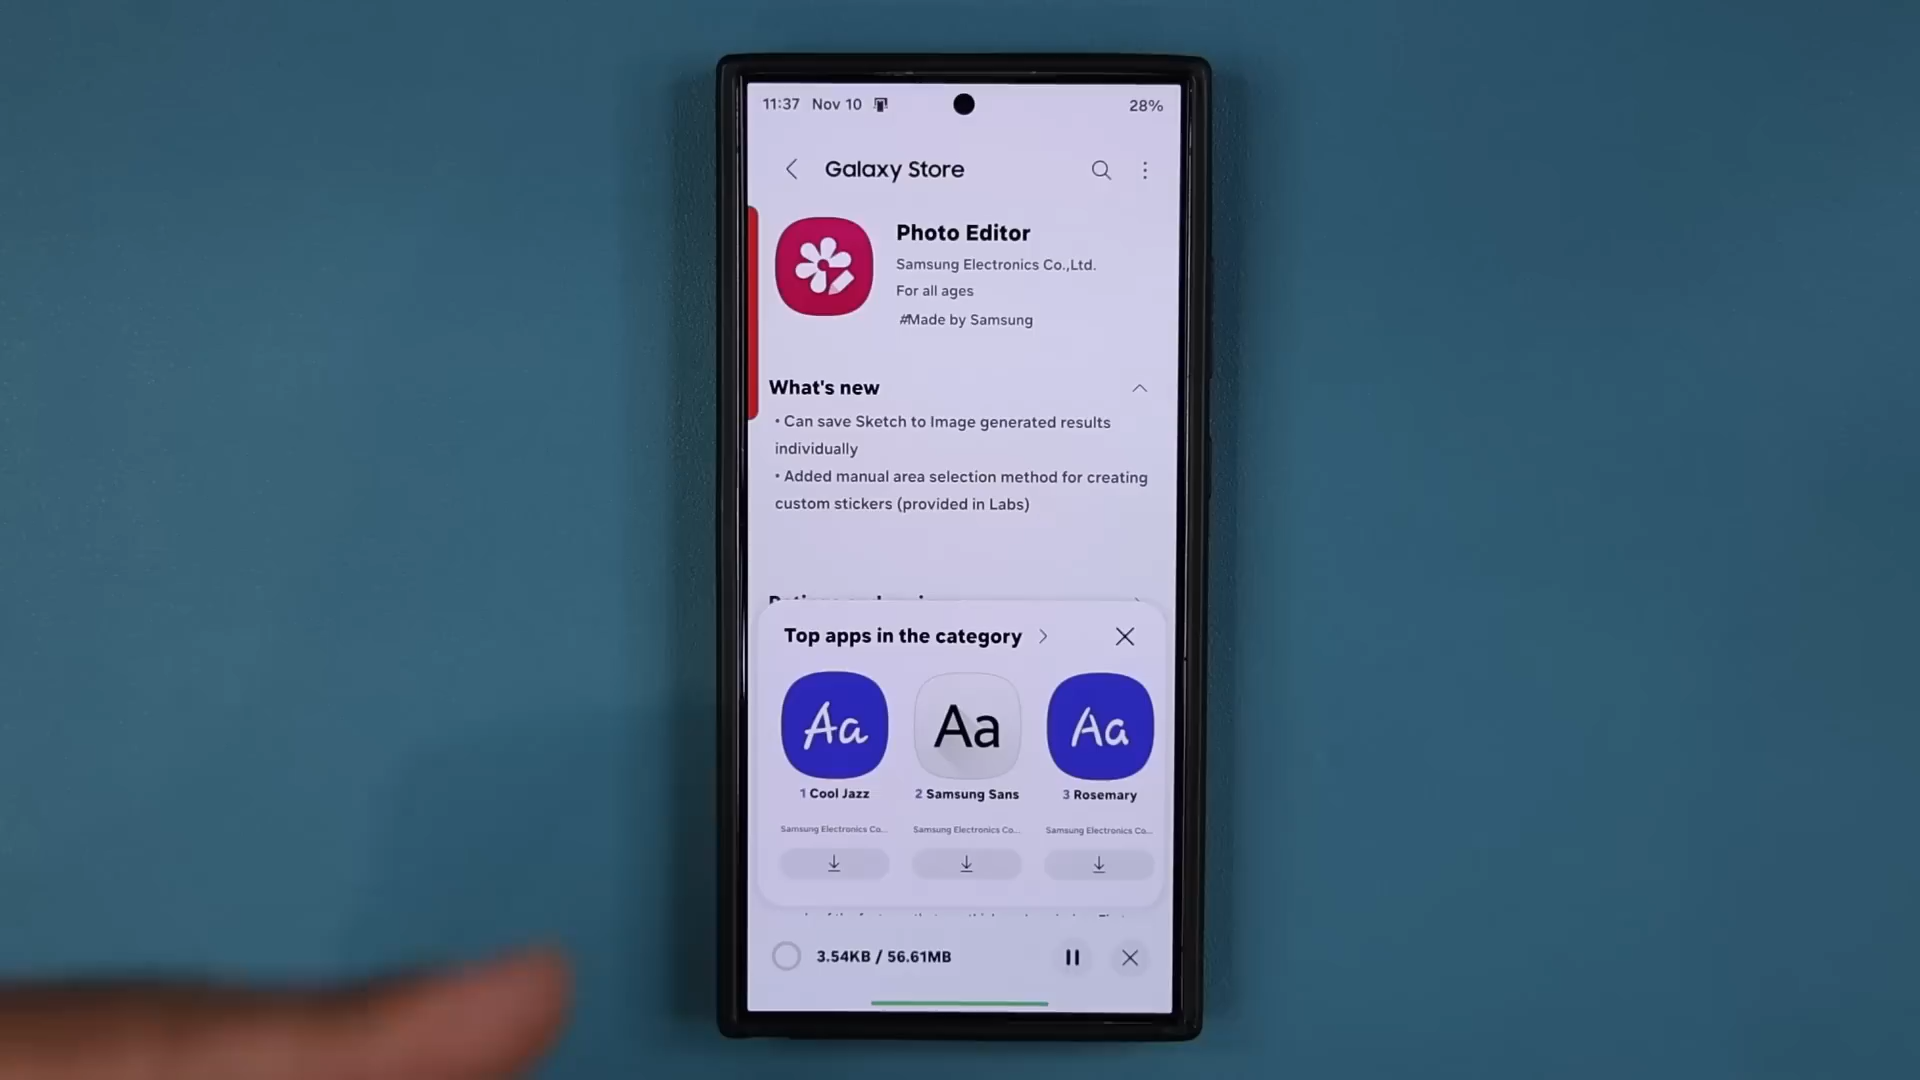 11:37 Nov 10 28%
Galaxy Store
Photo Editor
Samsung Electronics Co.,Ltd.
For all ages
#Made by Samsung
What's new
• Can save Sketch to Image generated results
individually
• Added manual area selection method for creating
custom stickers (provided in Labs)
Top apps in the category
Aa Aa Aa
1 Cool Jazz 2 Samsung Sans 3 Rosemary
Samsung Electronics Co... Samsung Electronics Co... Samsung Electronics Co...
3.54KB / 56.61MB